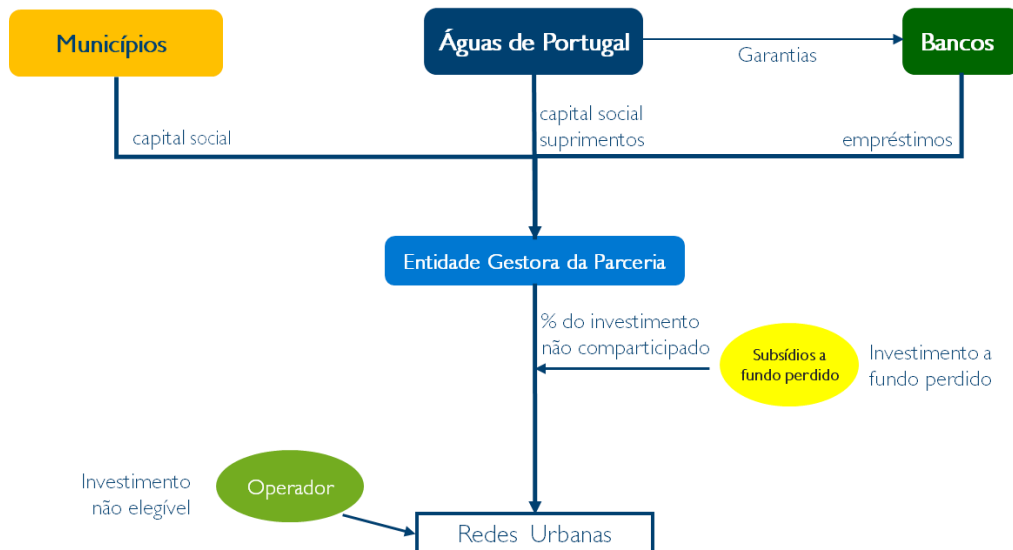 Municípios
Águas de Portugal
Garantias
Bancos
capital social
capital social
suprimentos
empréstimos
Entidade Gestora da Parceria
% do investimento
não comparticipado
Subsídios a
fundo perdido
Investimento a
fundo perdido
Investimento
não elegível
Operador
Redes Urbanas